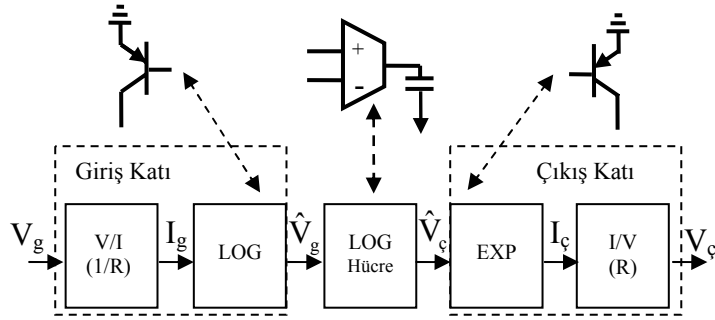 +
-
Giriş Katı
Çıkış Katı
V_g
V/I
(1/R)
I_g
LOG
V̂_g
LOG
Hücre
V̂_ç
EXP
I_ç
I/V
(R)
V_ç